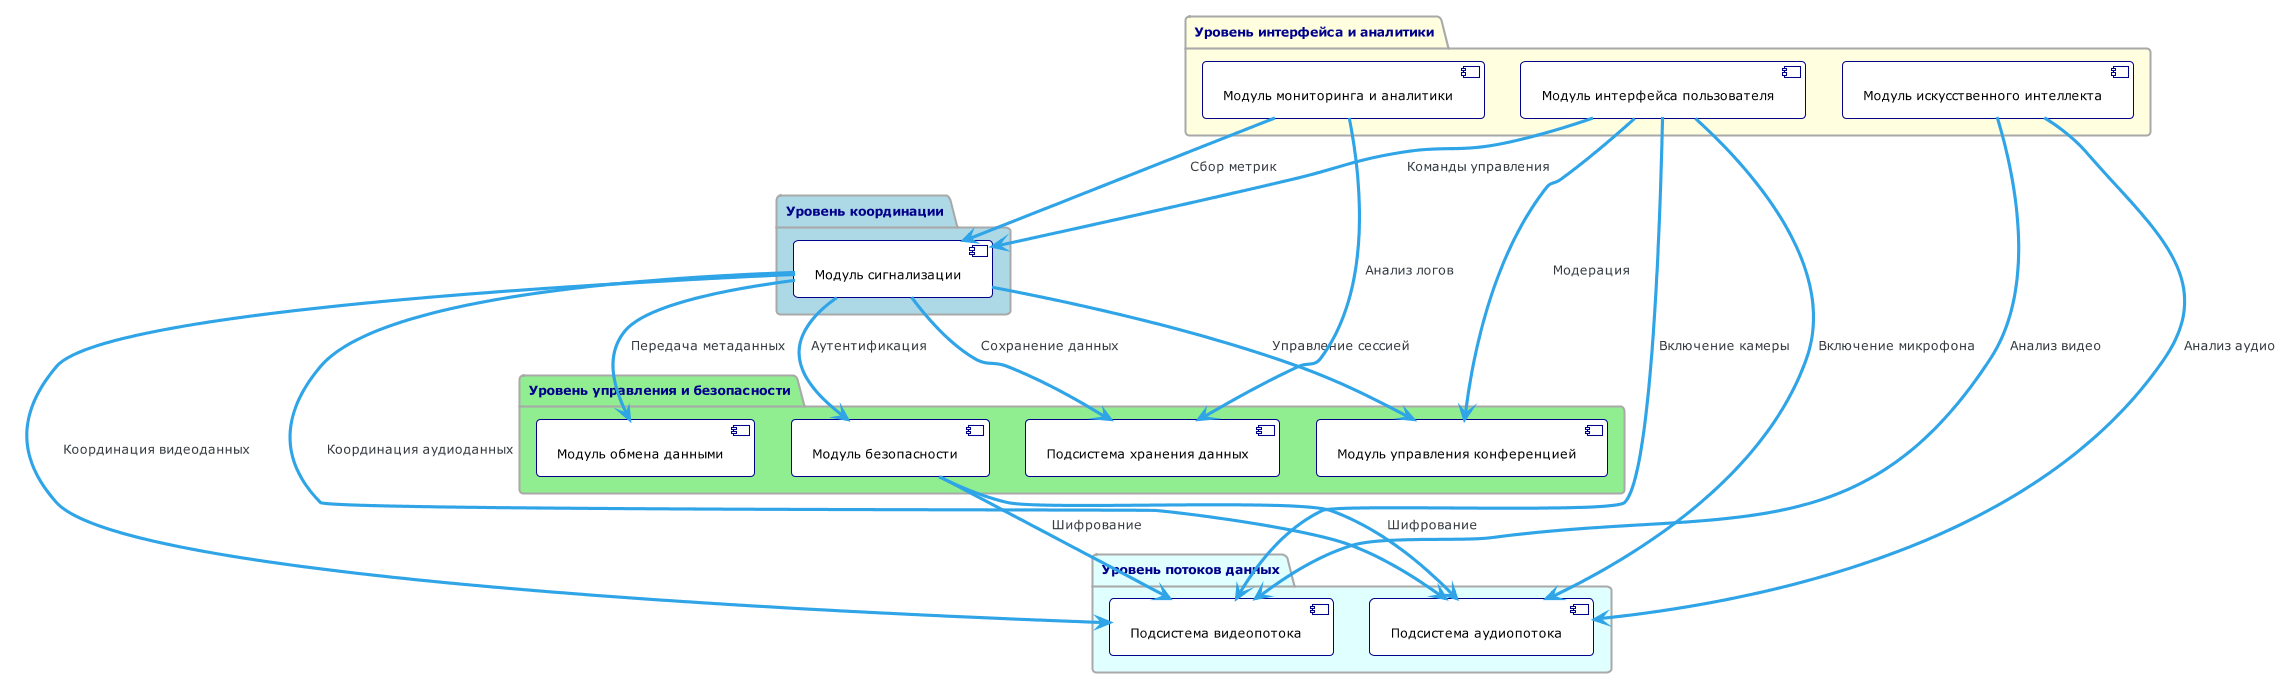 Уровень интерфейса и аналитики
Модуль мониторинга и аналитики
Модуль интерфейса пользователя
Модуль искусственного интеллекта
Сбор метрик
Команды управления
Уровень координации
Модуль сигнализации
Анализ логов
Модерация
Передача метаданных
Аутентификация
Сохранение данных
Управление сессией
Включение камеры
Включение микрофона
Анализ видео
Анализ аудио
Уровень управления и безопасности
Координация видеоданных
Координация аудиоданных
Модуль обмена данными
Модуль безопасности
Подсистема хранения данных
Модуль управления конференцией
Шифрование
Шифрование
Уровень потоков данных
Подсистема видеопотока
Подсистема аудиопотока